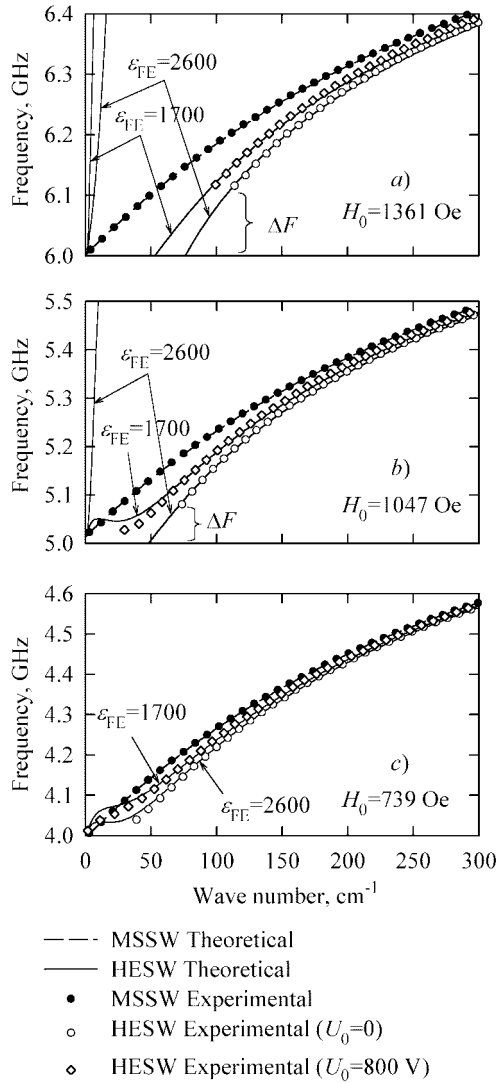 6.4
6.3
6.2
6.1
6.0
Frequency, GHz
εFE=2600
εFE=1700
ΔF
a)
H0=1361 Oe
5.5
5.4
5.3
5.2
5.1
5.0
Frequency, GHz
εFE=2600
εFE=1700
ΔF
b)
H0=1047 Oe
4.6
4.5
4.4
4.3
4.2
4.1
4.0
Frequency, GHz
εFE=1700
εFE=2600
c)
H0=739 Oe
0 50 100 150 200 250 300
Wave number, cm-1
MSSW Theoretical
HESW Theoretical
MSSW Experimental
HESW Experimental (U0=0)
HESW Experimental (U0=800 V)